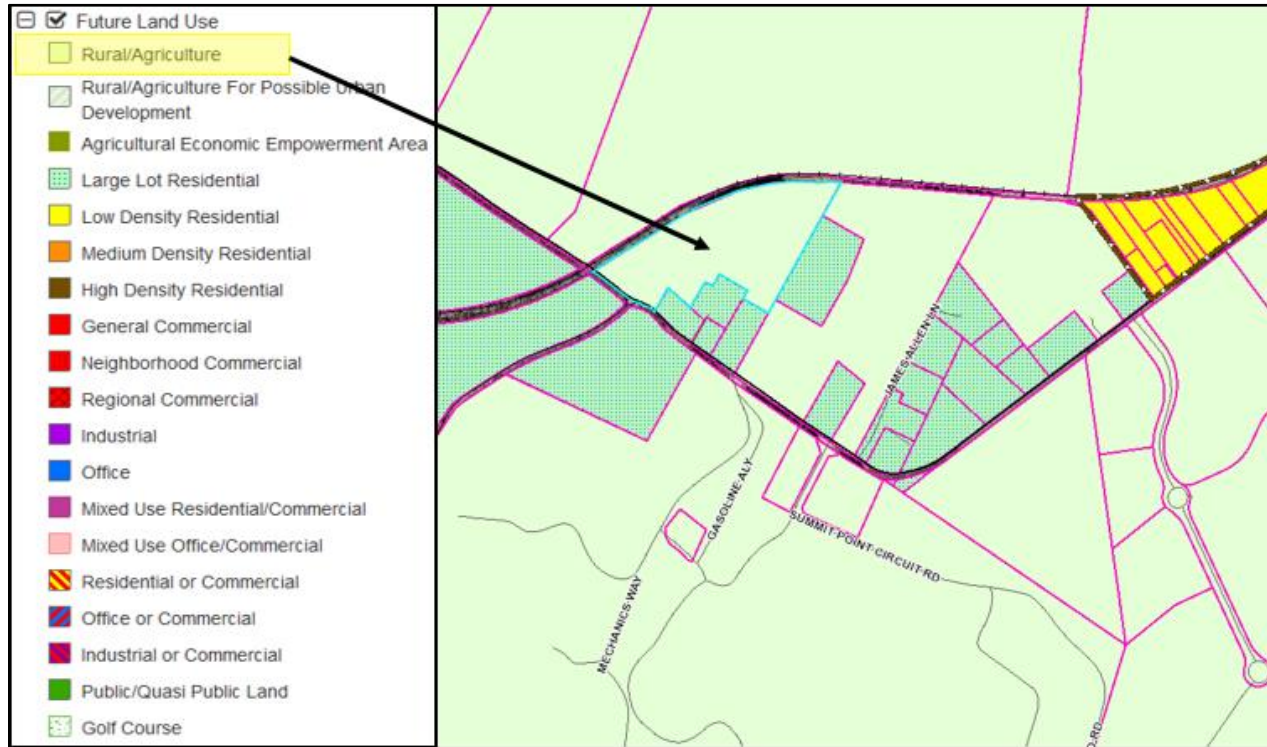 Future Land Use
Rural/Agriculture
Rural/Agriculture For Possible Urban
Development
Agricultural Economic Empowerment Area
Large Lot Residential
Low Density Residential
Medium Density Residential
High Density Residential
General Commercial
Neighborhood Commercial
Regional Commercial
Industrial
Office
Mixed Use Residential/Commercial
Mixed Use Office/Commercial
Residential or Commercial
Office or Commercial
Industrial or Commercial
Public/Quasi Public Land
Golf Course
JAMES ALLEN LN
GASOLINE ALY
SUMMIT POINT CIRCUIT RD
MECHANICS WAY
RD